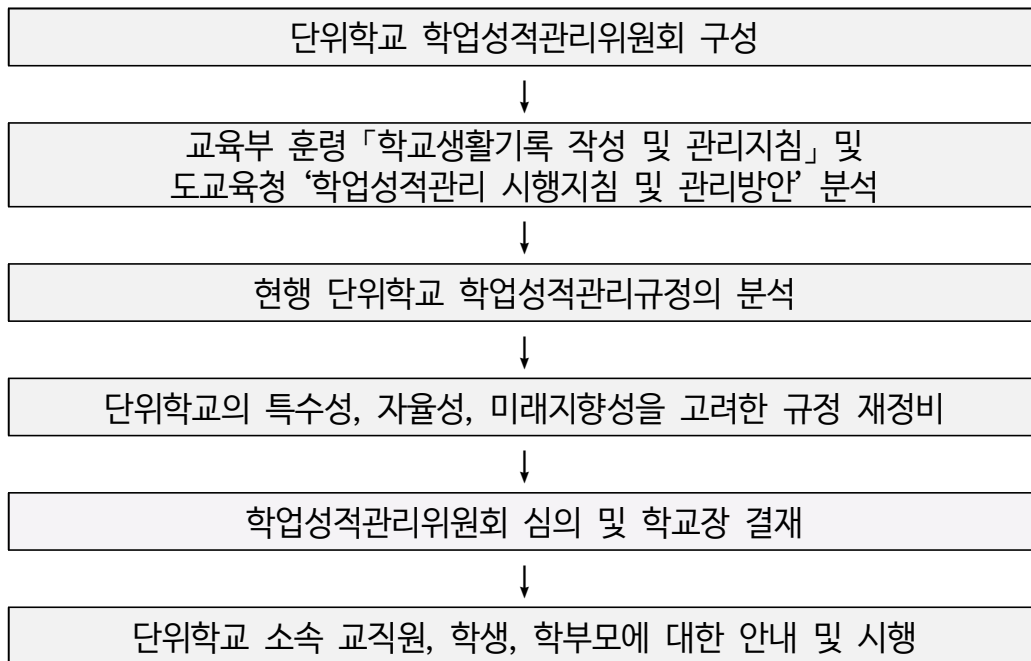 단위학교 학업성적관리위원회 구성
교육부 훈령「학교생활기록 작성 및 관리지침」및
도교육청 ‘학업성적관리 시행지침 및 관리방안’ 분석
현행 단위학교 학업성적관리규정의 분석
단위학교의 특수성, 자율성, 미래지향성을 고려한 규정 재정비
학업성적관리위원회 심의 및 학교장 결재
단위학교 소속 교직원, 학생, 학부모에 대한 안내 및 시행